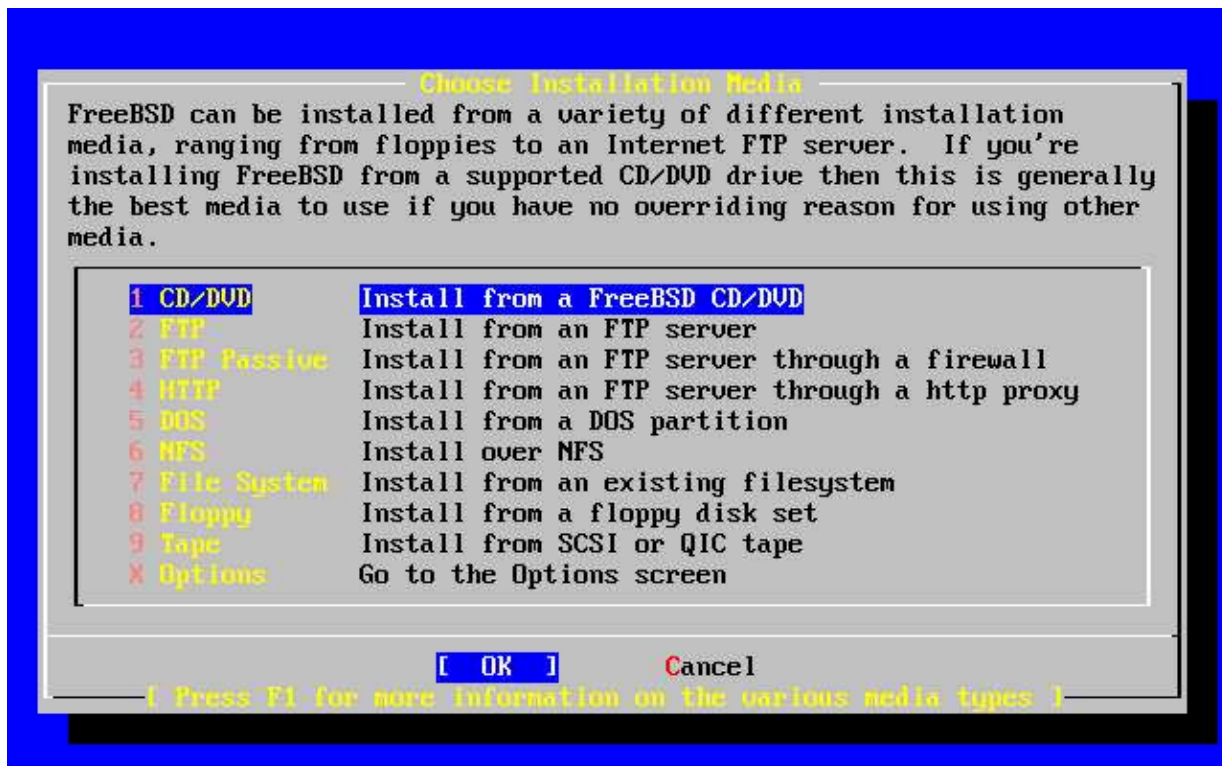 Choose Installation Media
FreeBSD can be installed from a variety of different installation
media, ranging from floppies to an Internet FTP server.  If you're
installing FreeBSD from a supported CD/DVD drive then this is generally
the best media to use if you have no overriding reason for using other
media.
1 CD/DVD Install from a FreeBSD CD/DVD
2 FTP Install from an FTP server
3 FTP Passive Install from an FTP server through a firewall
4 HTTP Install from an FTP server through a http proxy
5 DOS Install from a DOS partition
6 NFS Install over NFS
7 File System Install from an existing filesystem
8 Floppy Install from a floppy disk set
9 Tape Install from SCSI or QIC tape
X Options Go to the Options screen
[ OK ] Cancel
[ Press F1 for more information on the various media types ]